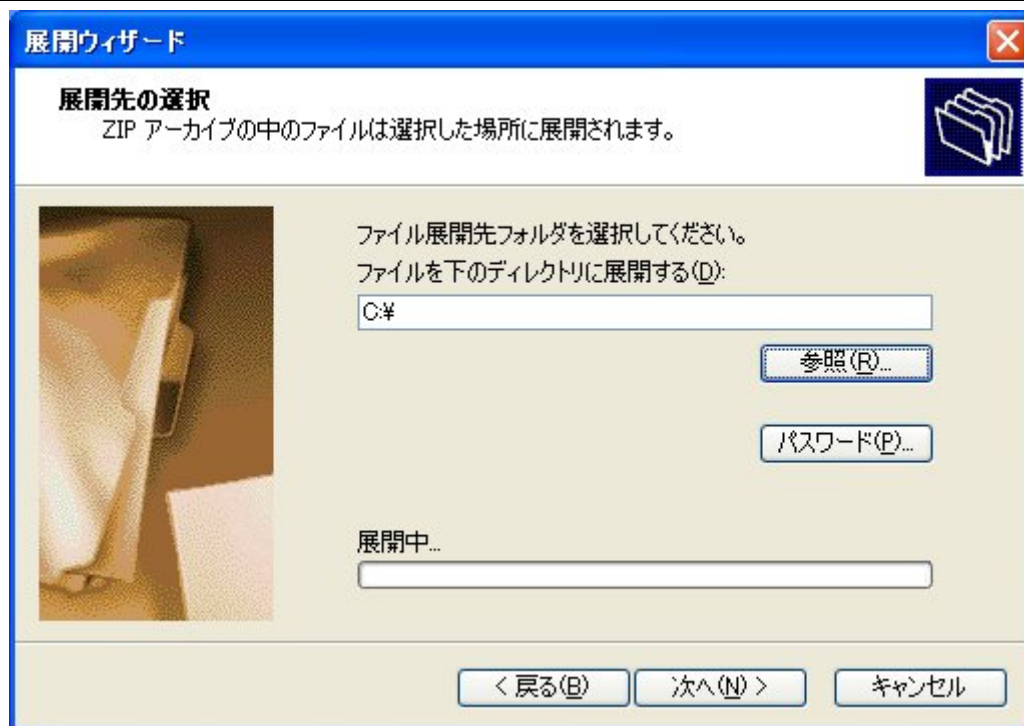 展開ウィザード
展開先の選択
ZIP アーカイブの中のファイルは選択した場所に展開されます。
ファイル展開先フォルダを選択してください。
ファイルを下のディレクトリに展開する(D):
C:¥
参照(R)...
パスワード(P)...
展開中...
< 戻る(B) 次へ(N) > キャンセル